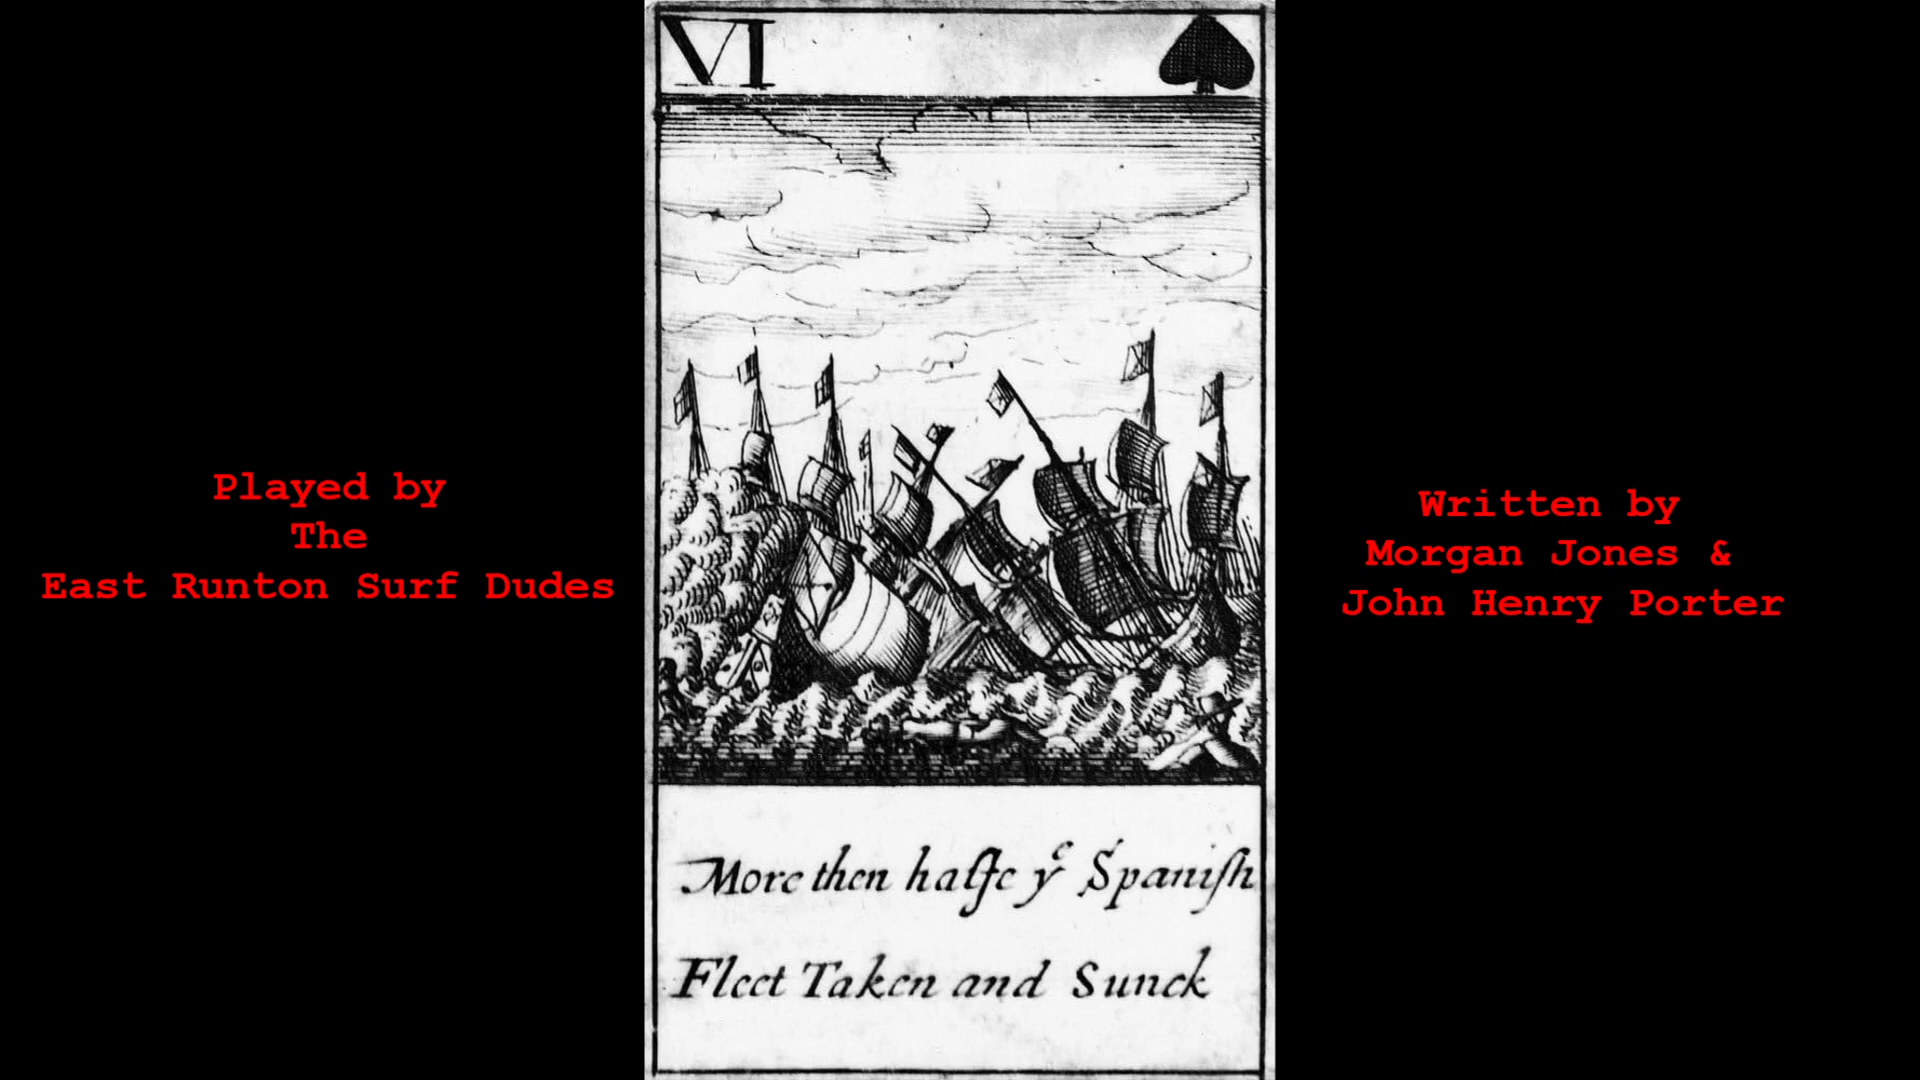 VI
Played by
The
East Runton Surf Dudes
Written by
Morgan Jones &
John Henry Porter
More then halfe yᵉ Spaniſh
Fleet Taken and Sunck